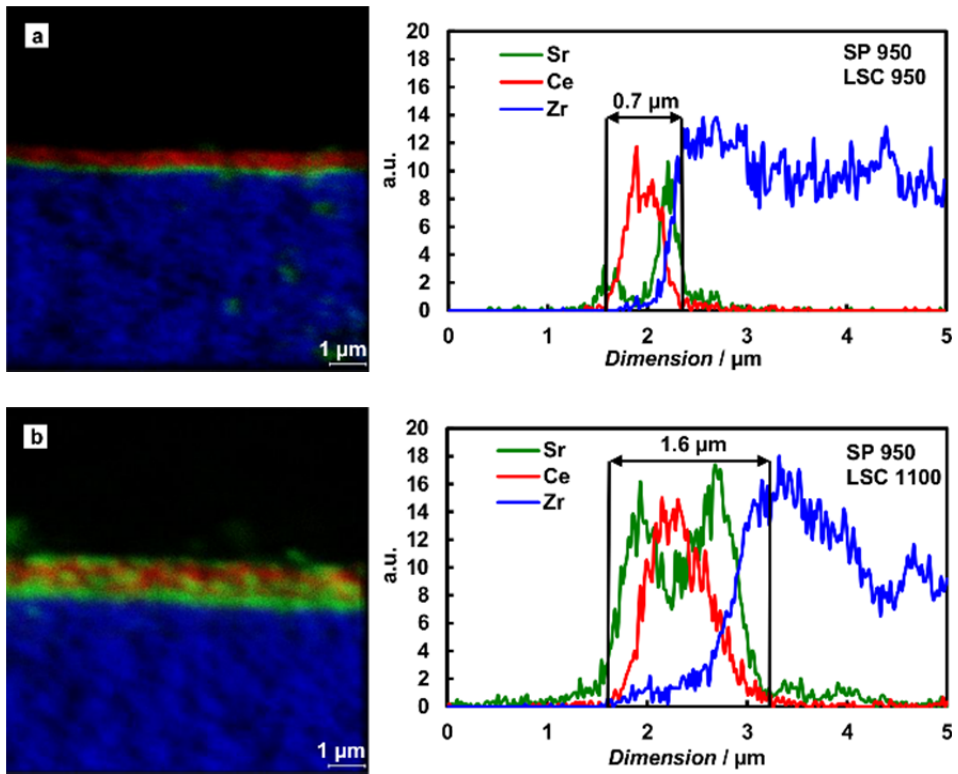 a
1 μm
20
18
16
14
12
10
8
6
4
2
0
a.u.
Sr
Ce
Zr
0.7 μm
SP 950
LSC 950
0 1 2 3 4 5
Dimension / μm
b
1 μm
20
18
16
14
12
10
8
6
4
2
0
a.u.
Sr
Ce
Zr
1.6 μm
SP 950
LSC 1100
0 1 2 3 4 5
Dimension / μm